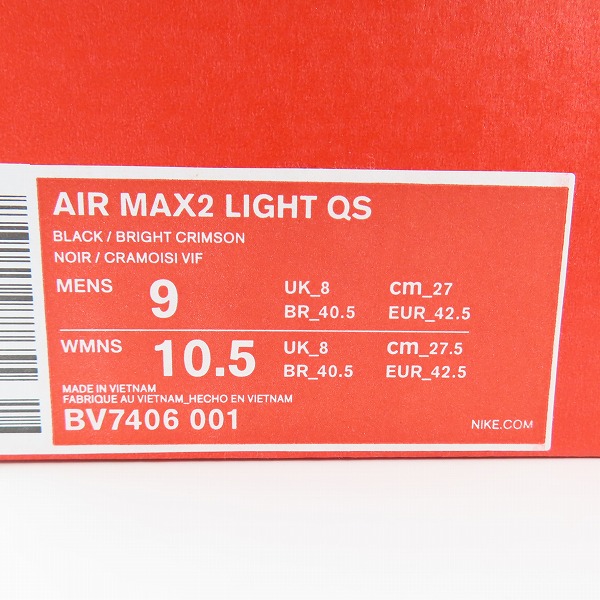 AIR MAX2 LIGHT QS
BLACK / BRIGHT CRIMSON
NOIR / CRAMOISI VIF
MENS 9 UK_8 cm_27
BR_40.5 EUR_42.5
WMNS 10.5 UK_8 cm_27.5
BR_40.5 EUR_42.5
MADE IN VIETNAM
FABRIQUE AU VIETNAM_HECHO EN VIETNAM
BV7406 001 NIKE.COM